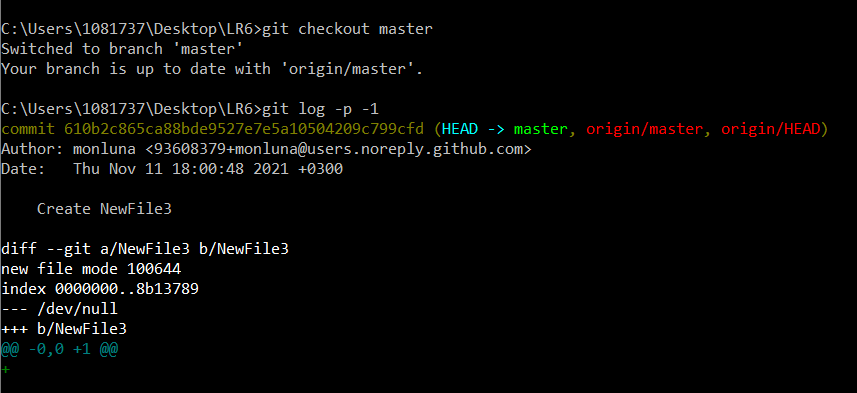 C:\Users\1081737\Desktop\LR6>git checkout master
Switched to branch 'master'
Your branch is up to date with 'origin/master'.
C:\Users\1081737\Desktop\LR6>git log -p -1
commit 610b2c865ca88bde9527e7e5a10504209c799cfd (HEAD -> master, origin/master, origin/HEAD)
Author: monluna <93608379+monluna@users.noreply.github.com>
Date:   Thu Nov 11 18:00:48 2021 +0300
    Create NewFile3
diff --git a/NewFile3 b/NewFile3
new file mode 100644
index 0000000..8b13789
--- /dev/null
+++ b/NewFile3
@@ -0,0 +1 @@
+